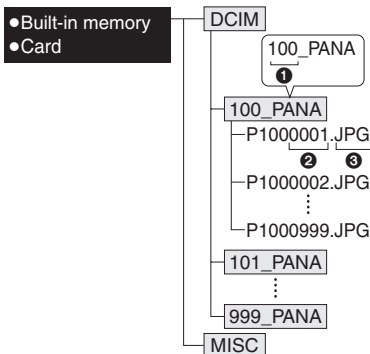 ●Built-in memory
●Card
DCIM
100_PANA
❶
100_PANA
P1000001.JPG
❷ ❸
P1000002.JPG
P1000999.JPG
101_PANA
999_PANA
MISC